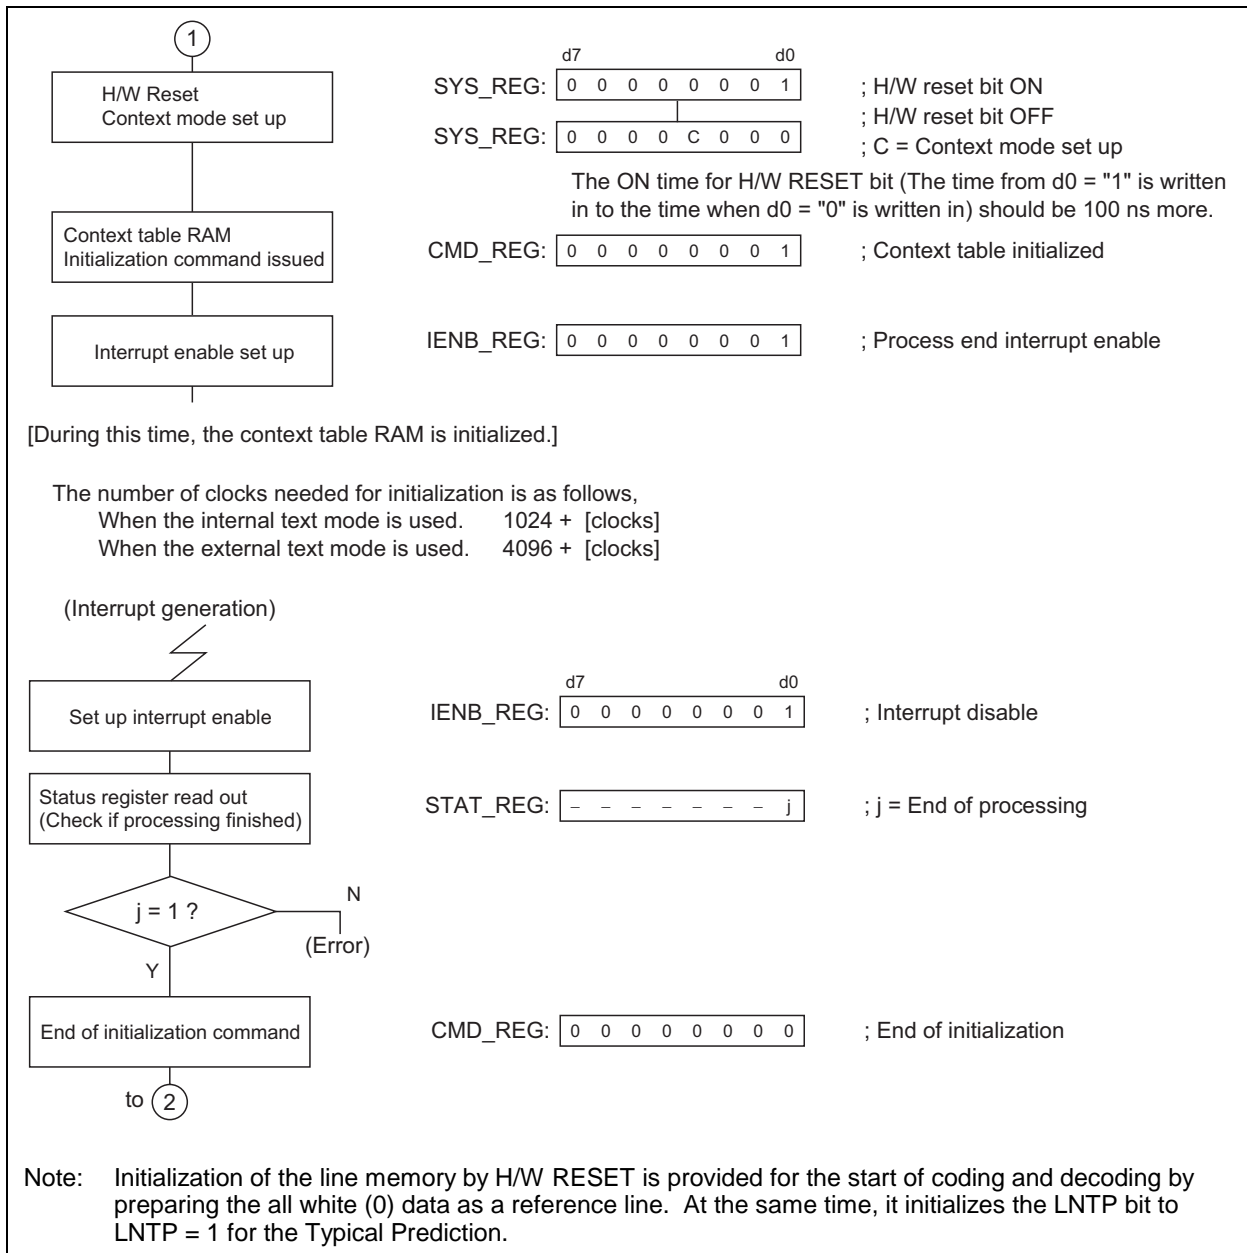 1
d7 d0
H/W Reset
Context mode set up
SYS_REG: 0 0 0 0 0 0 0 1 ; H/W reset bit ON
; H/W reset bit OFF
SYS_REG: 0 0 0 0 C 0 0 0 ; C = Context mode set up
The ON time for H/W RESET bit (The time from d0 = "1" is written
in to the time when d0 = "0" is written in) should be 100 ns more.
Context table RAM
Initialization command issued
CMD_REG: 0 0 0 0 0 0 0 1 ; Context table initialized
Interrupt enable set up
IENB_REG: 0 0 0 0 0 0 0 1 ; Process end interrupt enable
[During this time, the context table RAM is initialized.]
The number of clocks needed for initialization is as follows,
When the internal text mode is used. 1024 + [clocks]
When the external text mode is used. 4096 + [clocks]
(Interrupt generation)
d7 d0
Set up interrupt enable
IENB_REG: 0 0 0 0 0 0 0 1 ; Interrupt disable
Status register read out
(Check if processing finished)
STAT_REG: – – – – – – – j ; j = End of processing
j = 1 ?
N
(Error)
Y
End of initialization command
CMD_REG: 0 0 0 0 0 0 0 0 ; End of initialization
to 2
Note: Initialization of the line memory by H/W RESET is provided for the start of coding and decoding by
preparing the all white (0) data as a reference line. At the same time, it initializes the LNTP bit to
LNTP = 1 for the Typical Prediction.